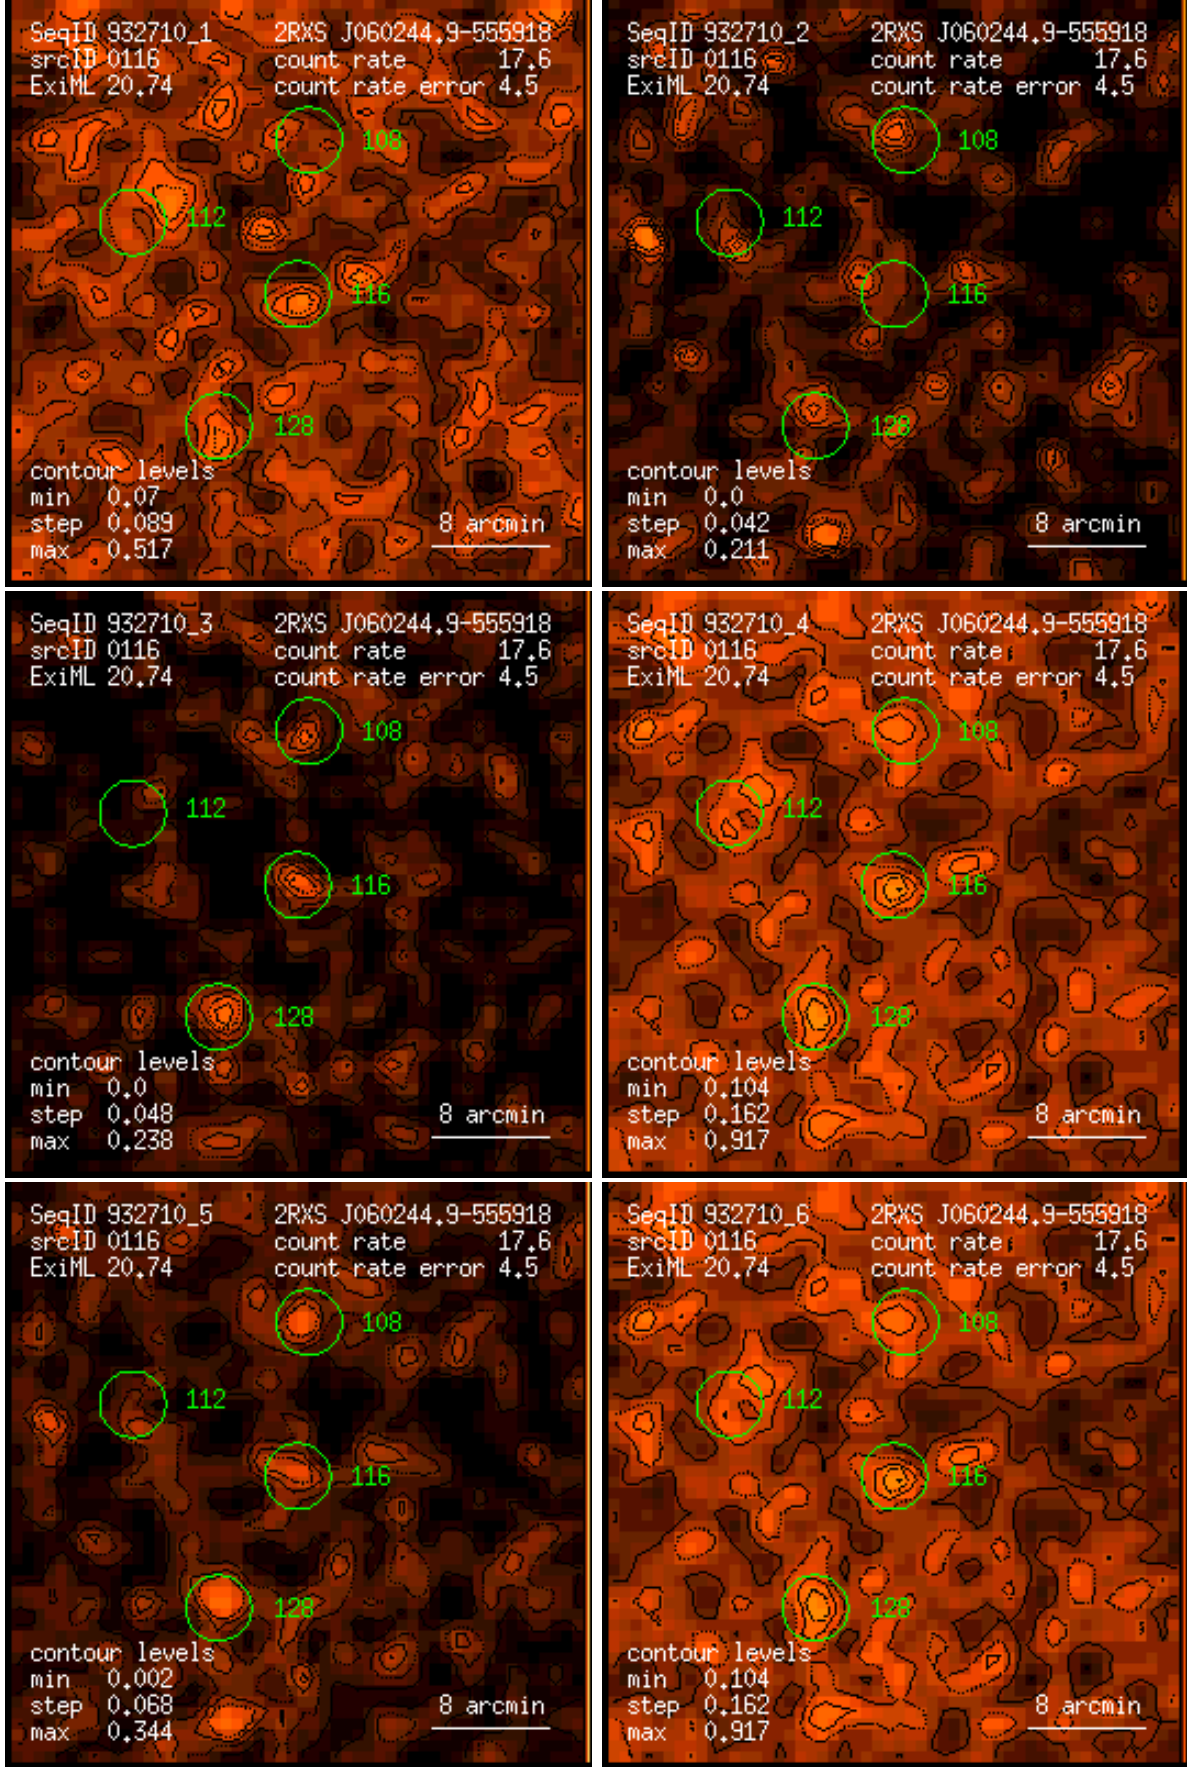 SeqID 932710_1 2RXS J060244.9-555918
srcID 0116 count rate 17.6
ExiML 20.74 count rate error 4.5
108
112
116
128
contour levels
min 0.07
step 0.089
max 0.517
8 arcmin
SeqID 932710_2 2RXS J060244.9-555918
srcID 0116 count rate 17.6
ExiML 20.74 count rate error 4.5
108
112
116
128
contour levels
min 0.0
step 0.042
max 0.211
8 arcmin
SeqID 932710_3 2RXS J060244.9-555918
srcID 0116 count rate 17.6
ExiML 20.74 count rate error 4.5
108
112
116
128
contour levels
min 0.0
step 0.048
max 0.238
8 arcmin
SeqID 932710_4 2RXS J060244.9-555918
srcID 0116 count rate 17.6
ExiML 20.74 count rate error 4.5
108
112
116
128
contour levels
min 0.104
step 0.162
max 0.917
8 arcmin
SeqID 932710_5 2RXS J060244.9-555918
srcID 0116 count rate 17.6
ExiML 20.74 count rate error 4.5
108
112
116
128
contour levels
min 0.002
step 0.068
max 0.344
8 arcmin
SeqID 932710_6 2RXS J060244.9-555918
srcID 0116 count rate 17.6
ExiML 20.74 count rate error 4.5
108
112
116
128
contour levels
min 0.104
step 0.162
max 0.917
8 arcmin